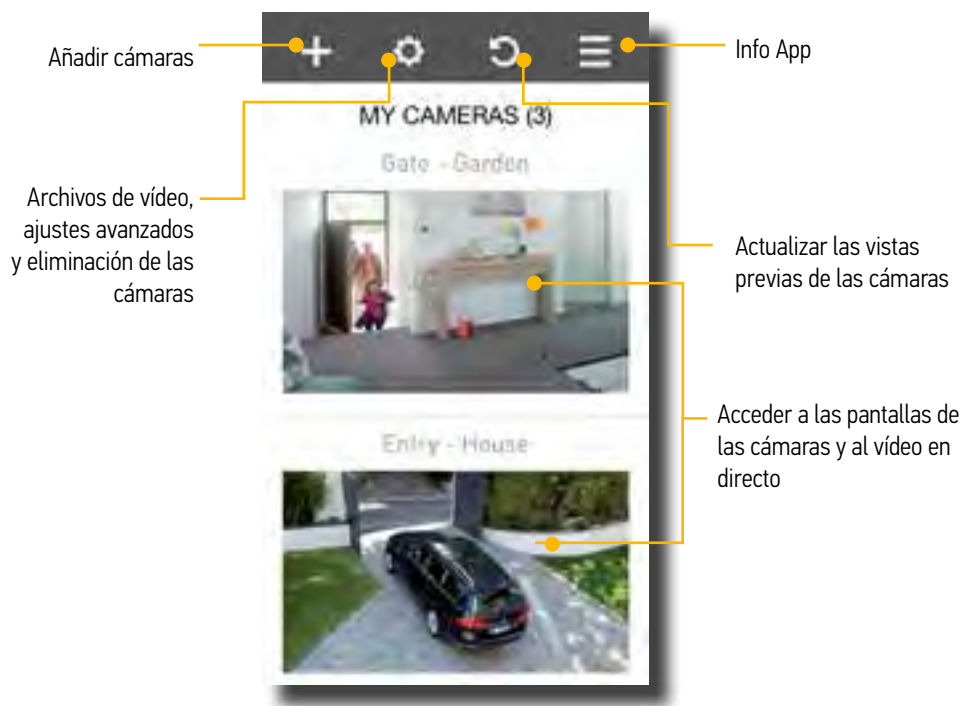 Añadir cámaras
Info App
MY CAMERAS (3)
Gate - Garden
Archivos de vídeo,
ajustes avanzados
y eliminación de las
cámaras
Actualizar las vistas
previas de las cámaras
Entry - House
Acceder a las pantallas de
las cámaras y al vídeo en
directo